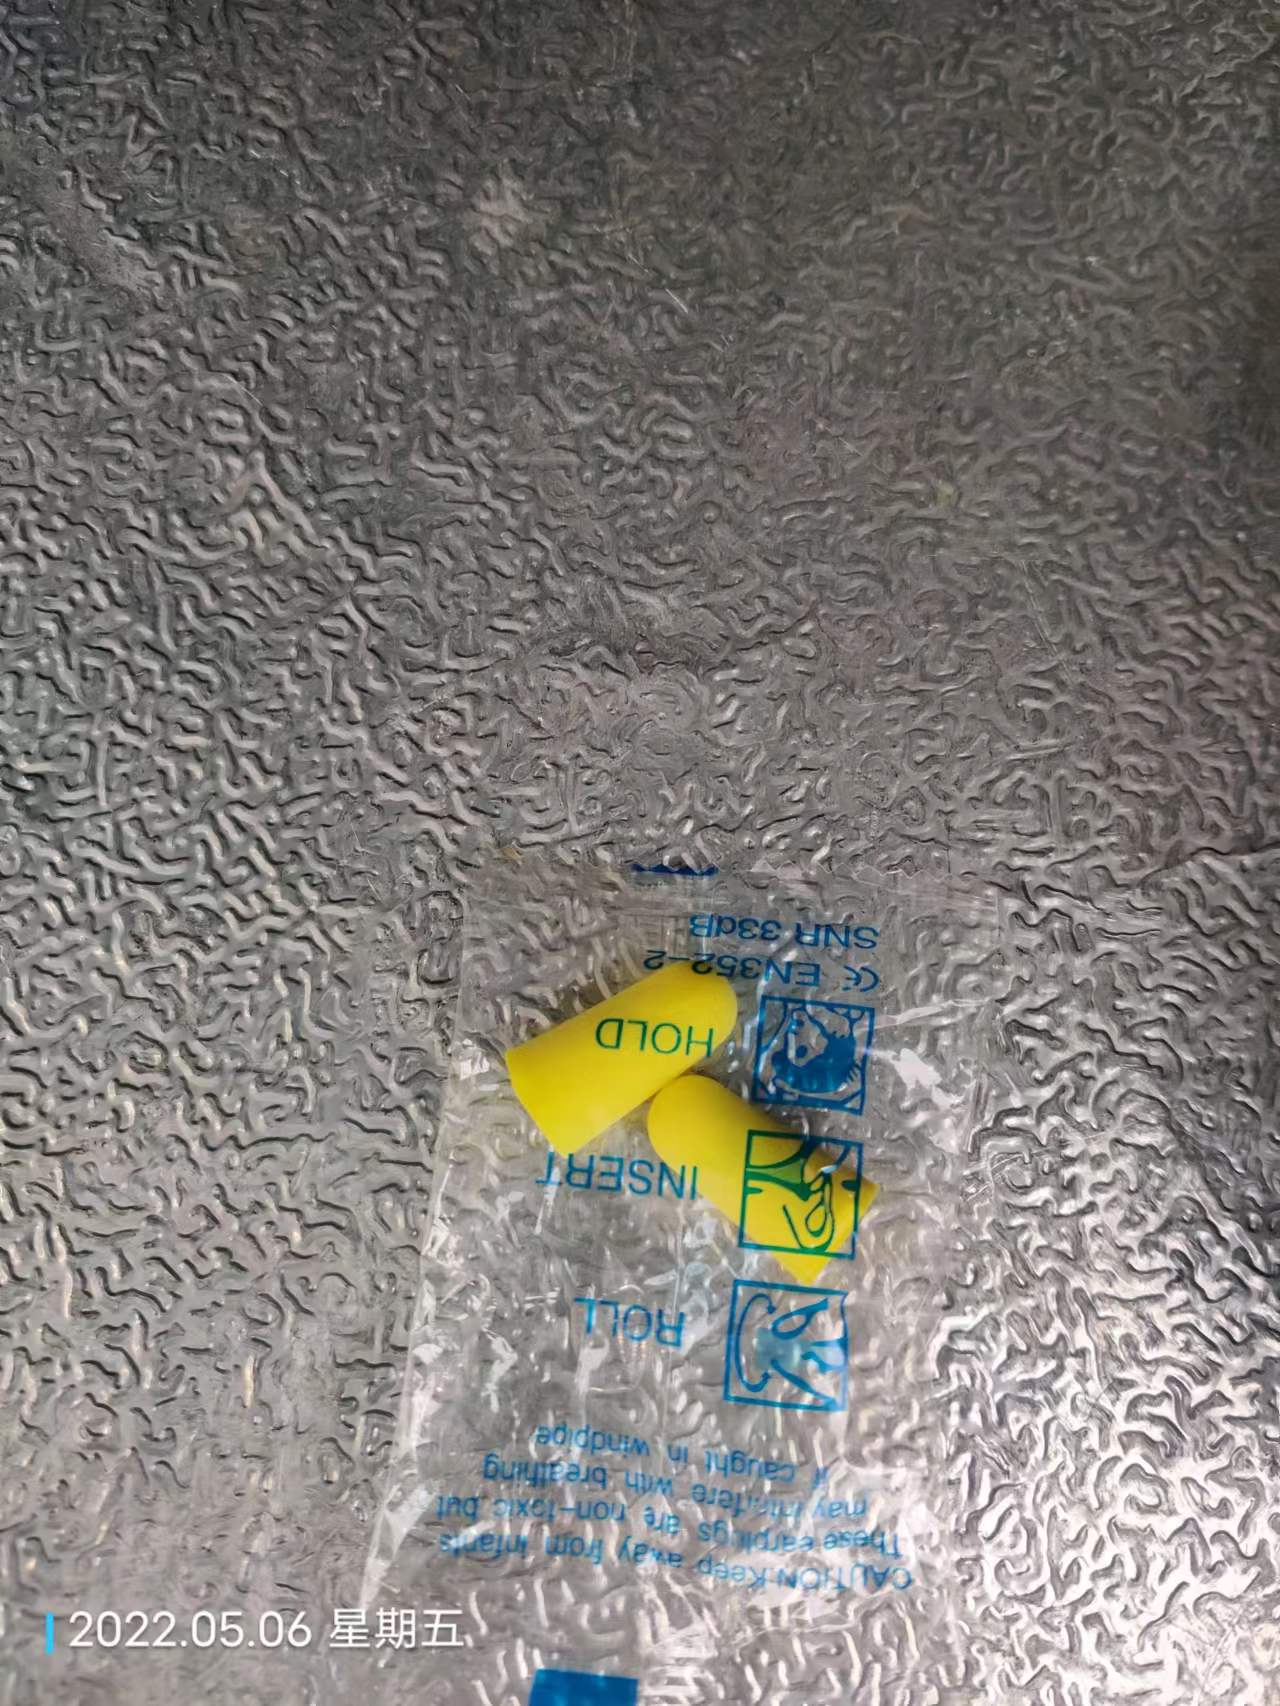 CAUTION Keep away from infants
These earplugs are non-toxic but
may interfere with breathing
if caught in windpipe
ROLL
INSERT
HOLD
CE EN352-2
SNR 33dB
2022.05.06 星期五